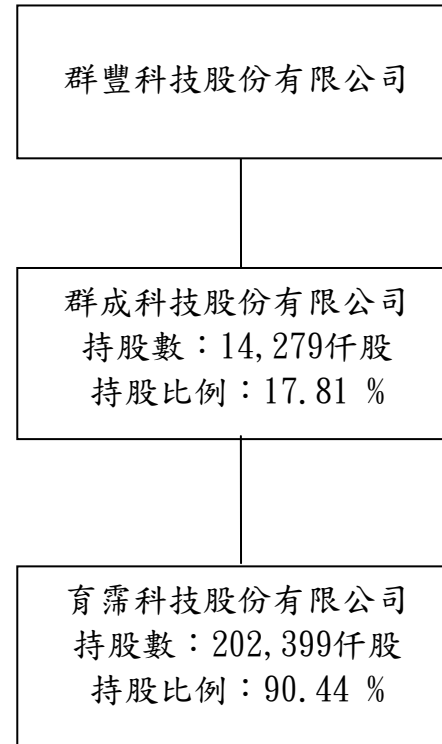 群豐科技股份有限公司
群成科技股份有限公司
持股數：14,279仟股
持股比例：17.81 %
育霈科技股份有限公司
持股數：202,399仟股
持股比例：90.44 %